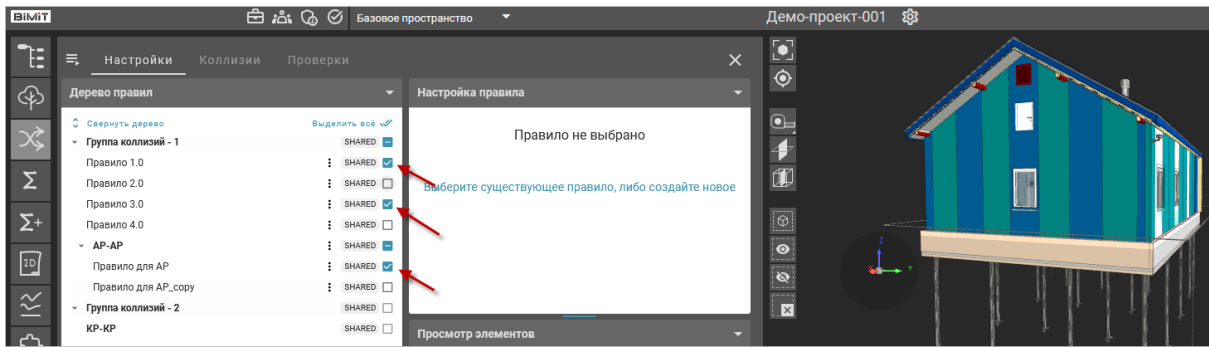 BIMIT
Базовое пространство
Демо-проект-001
Настройки Коллизии Проверки
Дерево правил
Настройка правила
Свернуть дерево Выделить всё
Группа коллизий - 1 SHARED
Правило 1.0 SHARED
Правило 2.0 SHARED
Правило 3.0 SHARED
Правило 4.0 SHARED
АР-АР SHARED
Правило для АР SHARED
Правило для АР_copy SHARED
Группа коллизий - 2 SHARED
КР-КР SHARED
Правило не выбрано
Выберите существующее правило, либо создайте новое
Просмотр элементов
Σ
Σ+
2D
Z
X
Y